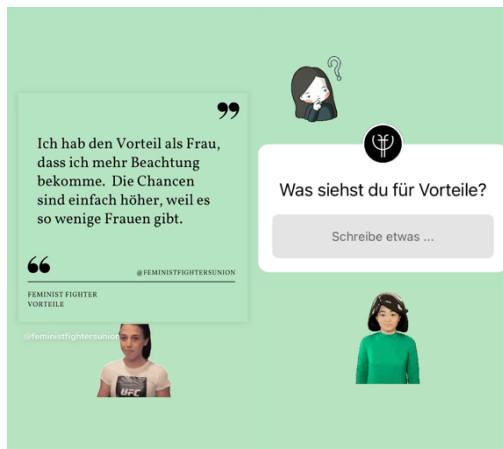 ”
Ich hab den Vorteil als Frau,
dass ich mehr Beachtung
bekomme. Die Chancen
sind einfach höher, weil es
so wenige Frauen gibt.
“
@FEMINISTFIGHTERSUNION
FEMINIST FIGHTER
VORTEILE
@feministfightersunion
UFC
Was siehst du für Vorteile?
Schreibe etwas ...